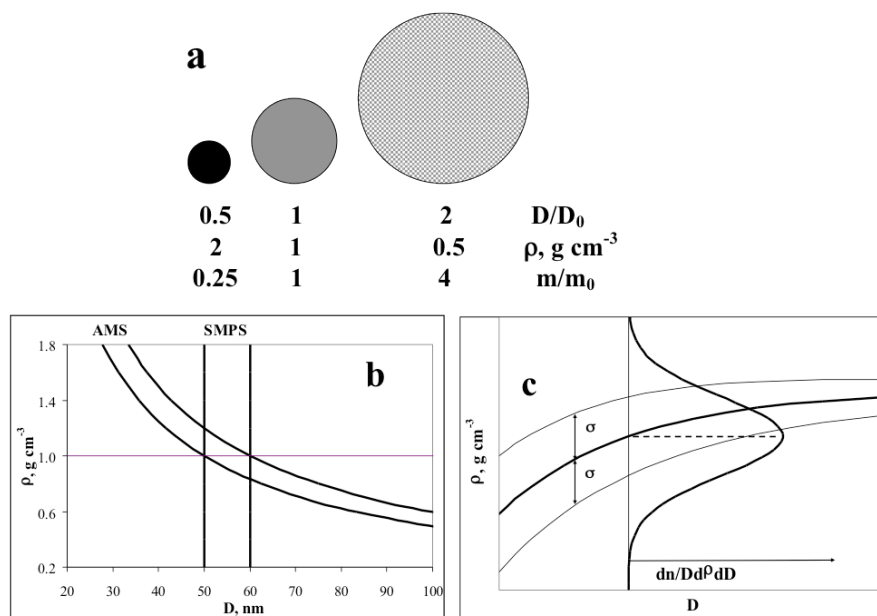 a
0.5 1 2 D/D₀
2 1 0.5 ρ, g cm⁻³
0.25 1 4 m/m₀
AMS SMPS
b
1.8
1.4
1.0
0.6
0.2
ρ, g cm⁻³
20 30 40 50 60 70 80 90 100
D, nm
c
σ
σ
ρ, g cm⁻³
dn/DdρdD
D